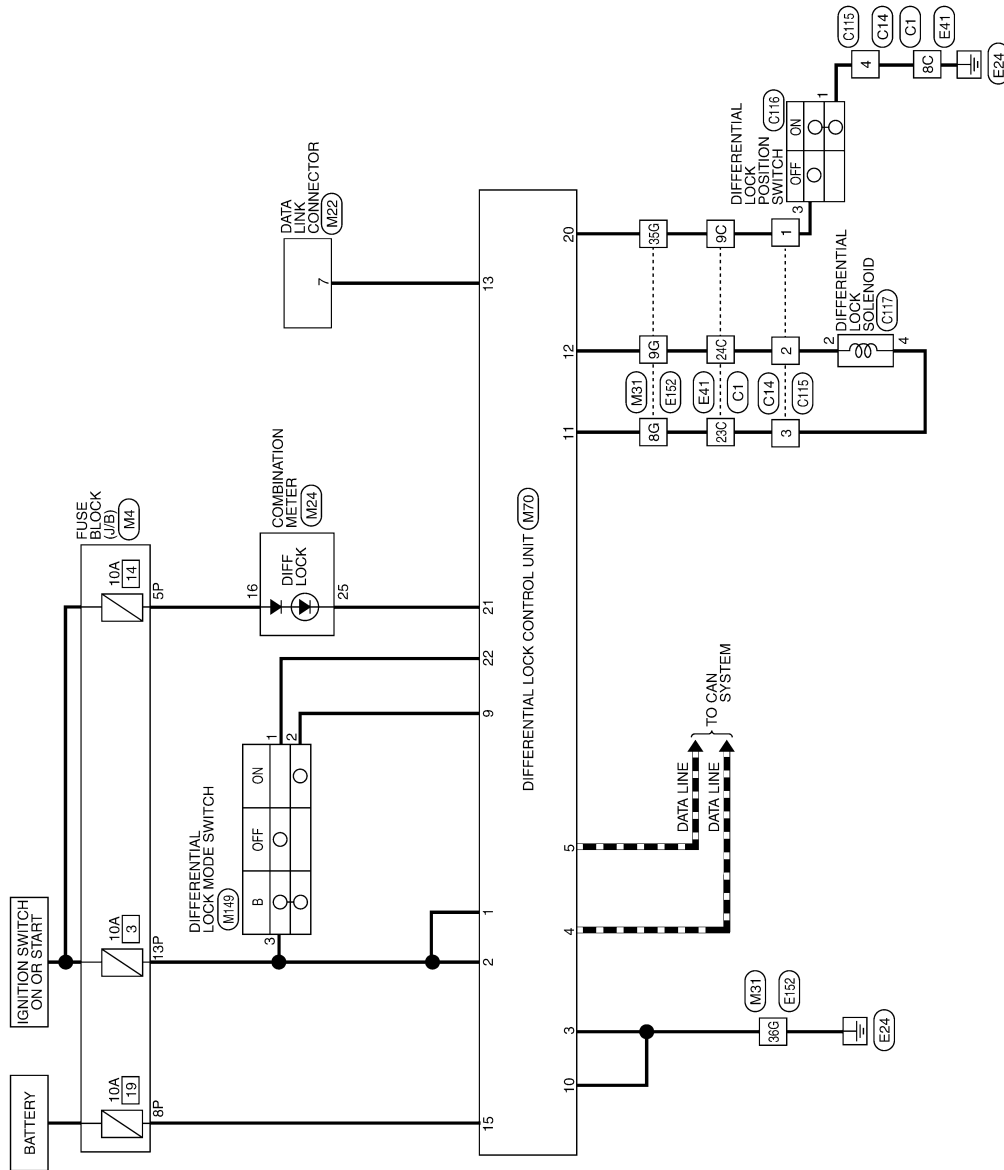 BATTERY
IGNITION SWITCH
ON OR START
FUSE
BLOCK
(J/B)
M4
10A
19
8P
10A
3
13P
10A
14
5P
DIFFERENTIAL
LOCK MODE SWITCH
M149
B
OFF
ON
3
1
2
COMBINATION
METER
M24
16
DIFF
LOCK
25
DATA
LINK
CONNECTOR
M22
7
15
2
1
9
22
21
13
DIFFERENTIAL LOCK CONTROL UNIT
M70
10
3
4
5
11
12
20
M31
E152
36G
E24
DATA LINE
DATA LINE
TO CAN
SYSTEM
M31
E152
8G
9G
35G
E41
C1
23C
24C
9C
C14
C115
3
2
1
DIFFERENTIAL
LOCK
SOLENOID
C117
2
4
DIFFERENTIAL
LOCK
POSITION
SWITCH
C116
OFF
ON
3
1
C115
C14
4
C1
E41
8C
E24